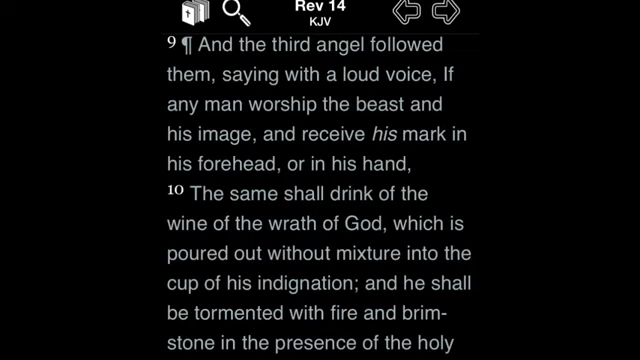 Rev 14
KJV
9 ¶ And the third angel followed
them, saying with a loud voice, If
any man worship the beast and
his image, and receive his mark in
his forehead, or in his hand,
10 The same shall drink of the
wine of the wrath of God, which is
poured out without mixture into the
cup of his indignation; and he shall
be tormented with fire and brim-
stone in the presence of the holy